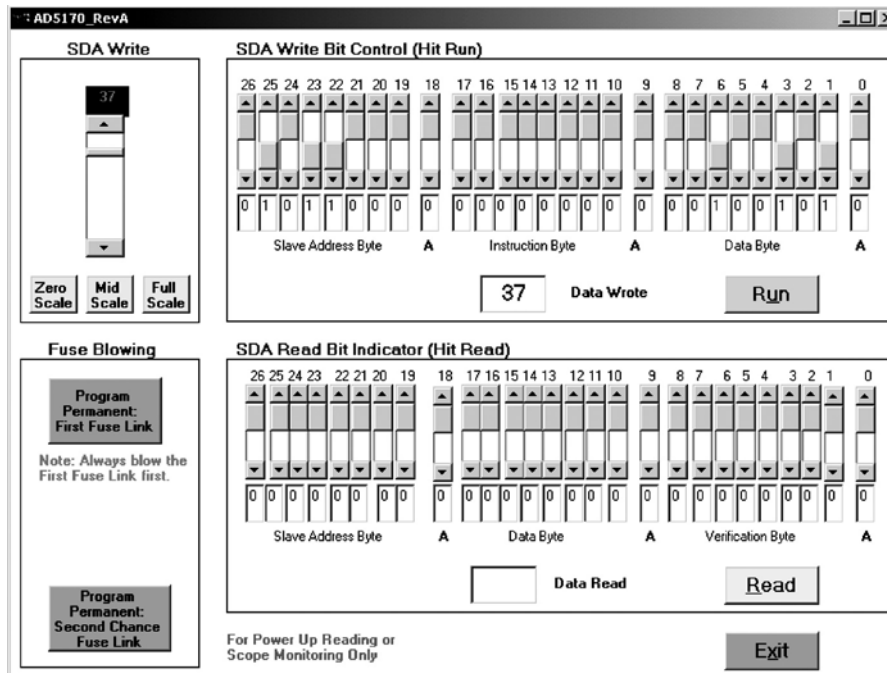 AD5170_RevA
SDA Write
37
Zero Scale
Mid Scale
Full Scale
SDA Write Bit Control (Hit Run)
26 25 24 23 22 21 20 19 18 17 16 15 14 13 12 11 10 9 8 7 6 5 4 3 2 1 0
0 1 0 1 1 0 0 0 0 0 0 0 0 0 0 0 0 0 0 0 1 0 0 1 0 1 0
Slave Address Byte A Instruction Byte A Data Byte A
37 Data Wrote Run
Fuse Blowing
Program
Permanent:
First Fuse Link
Note: Always blow the
First Fuse Link first.
Program
Permanent:
Second Chance
Fuse Link
SDA Read Bit Indicator (Hit Read)
26 25 24 23 22 21 20 19 18 17 16 15 14 13 12 11 10 9 8 7 6 5 4 3 2 1 0
0 0 0 0 0 0 0 0 0 0 0 0 0 0 0 0 0 0 0 0 0 0 0 0 0 0 0
Slave Address Byte A Data Byte A Verification Byte A
Data Read Read
For Power Up Reading or
Scope Monitoring Only
Exit